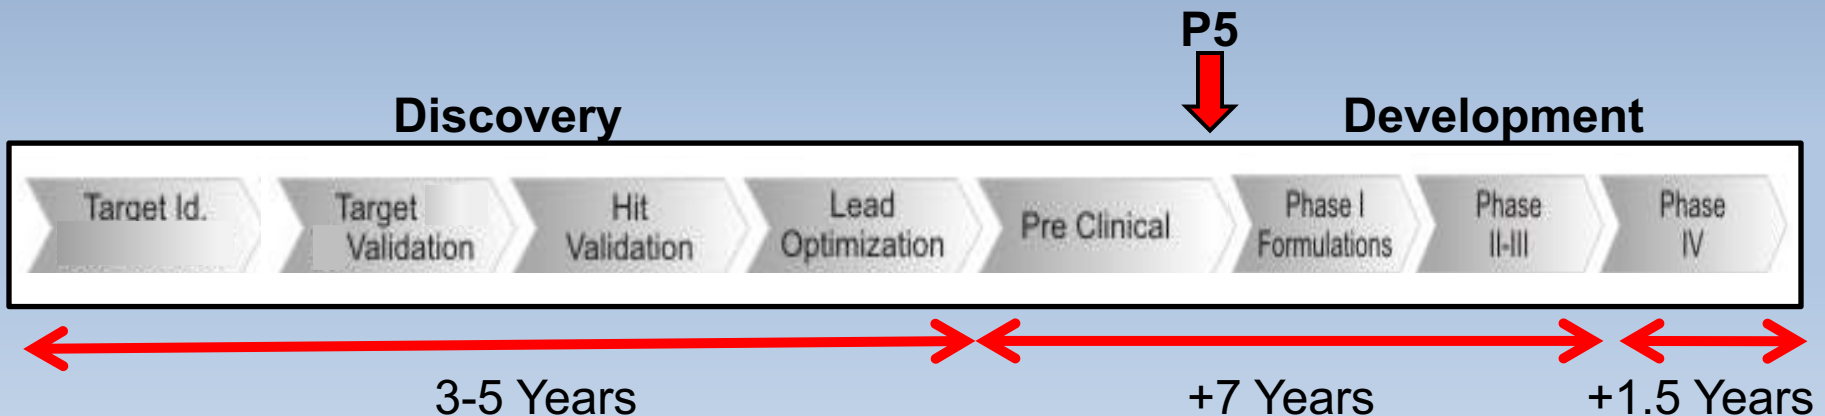 P5
Discovery
Development
Target Id.
Target
Validation
Hit
Validation
Lead
Optimization
Pre Clinical
Phase I
Formulations
Phase
II-III
Phase
IV
3-5 Years
+7 Years
+1.5 Years